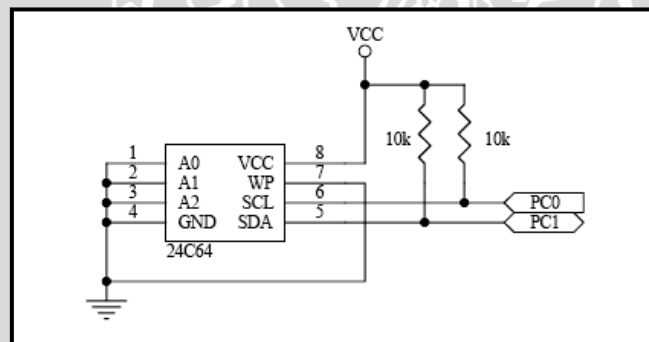 VCC
10k 10k
1 A0 VCC 8
2 A1 WP 7
3 A2 SCL 6 PC0
4 GND SDA 5 PC1
24C64